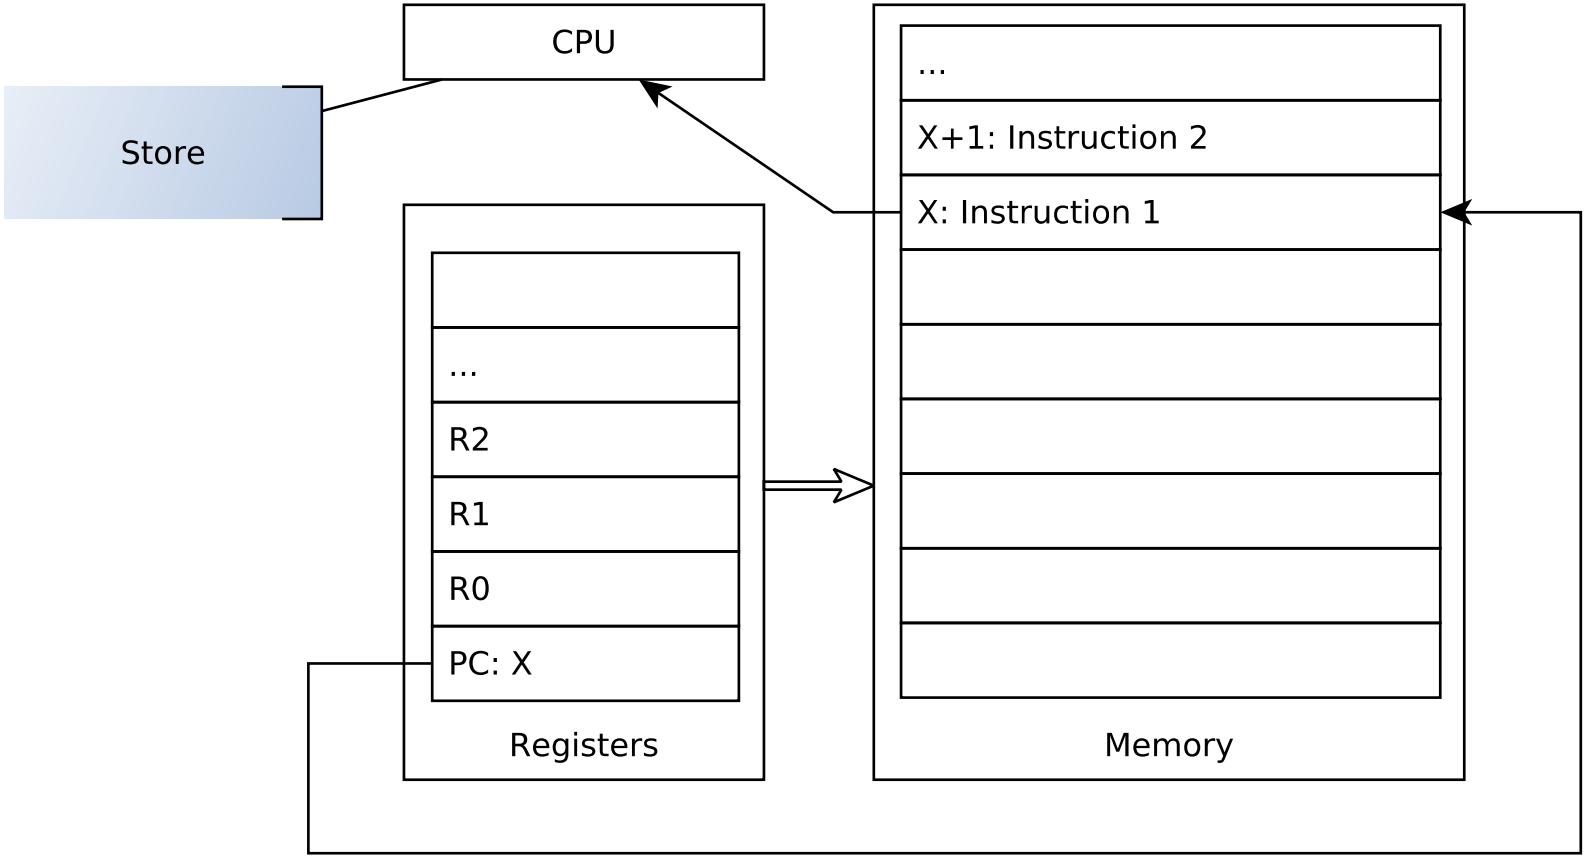 CPU
Store
...
X+1: Instruction 2
X: Instruction 1
...
R2
R1
R0
PC: X
Registers
Memory